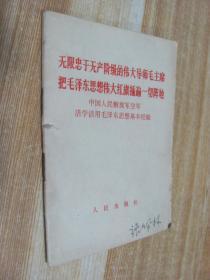 无限忠于无产阶级的伟大导师毛主席
把毛泽东思想伟大红旗插遍一切阵地
中国人民解放军空军
活学活用毛泽东思想基本经验
人民出版社